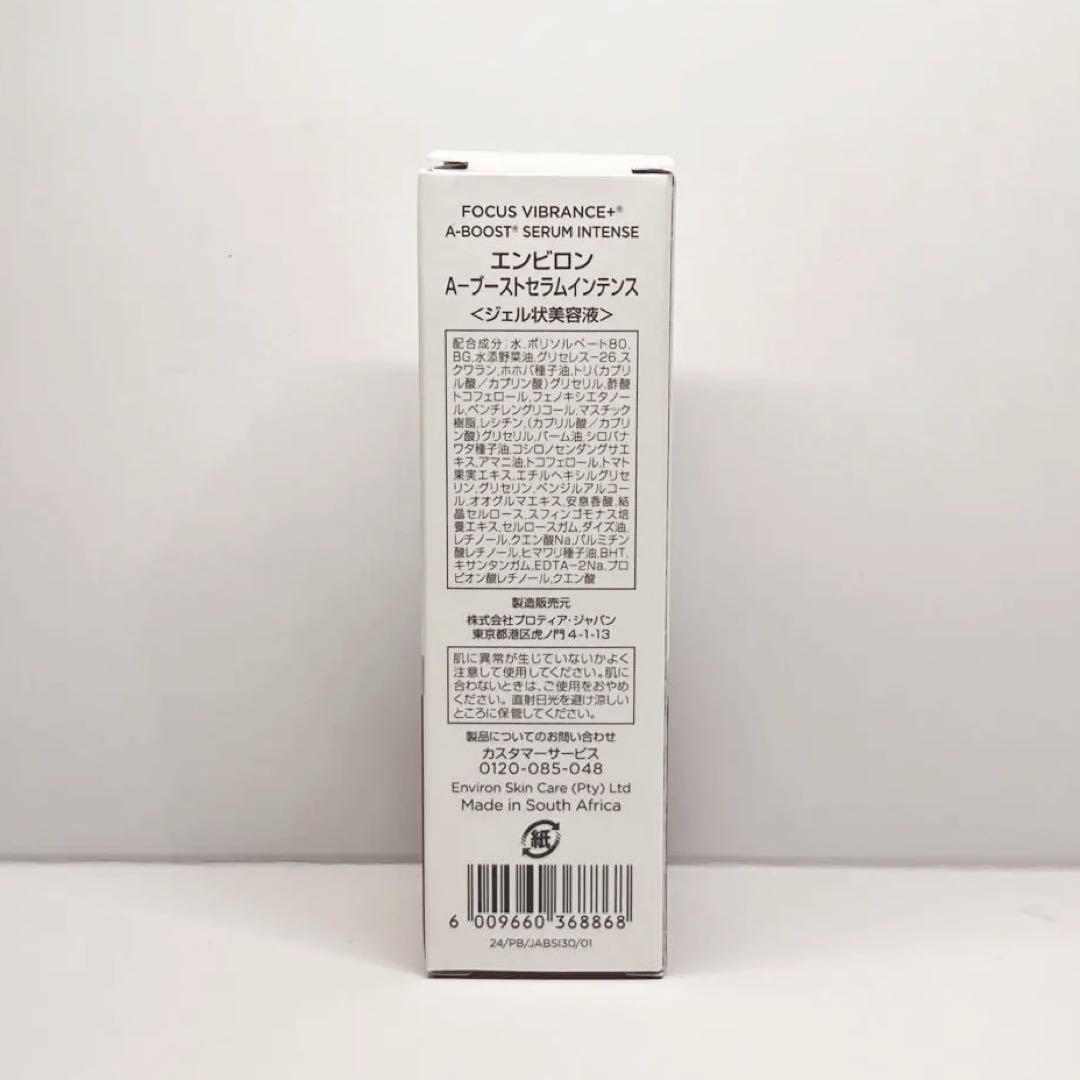 FOCUS VIBRANCE+®
A-BOOST® SERUM INTENSE
エンビロン
A-ブーストセラムインテンス
<ジェル状美容液>
配合成分:水,ポリソルベート80,
BG,水添野菜油,グリセレス-26,ス
クワラン,ホホバ種子油,トリ(カプリ
ル酸/カプリン酸)グリセリル,酢酸
トコフェロール,フェノキシエタノー
ル,ペンチレングリコール,マスチック
樹脂,レシチン,(カプリル酸/カプリ
ン酸)グリセリル,パーム油,シロバナ
ワタ種子油,コシロノセンダングサエ
キス,アマニ油,トコフェロール,トマト
果実エキス,エチルヘキシルグリセ
リン,グリセリン,ベンジルアルコー
ル,オオグルマエキス,安息香酸,結
晶セルロース,スフィンゴモナス培
養エキス,セルロースガム,ダイズ油,
レチノール,クエン酸Na,パルミチン
酸レチノール,ヒマワリ種子油,BHT,
キサンタンガム,EDTA-2Na,プロ
ピオン酸レチノール,クエン酸
製造販売元
株式会社プロティア・ジャパン
東京都港区虎ノ門4-1-13
肌に異常が生じていないかよく
注意して使用してください。肌に
合わないときは、ご使用をおやめ
ください。直射日光を避け涼しい
ところに保管してください。
製品についてのお問い合わせ
カスタマーサービス
0120-085-048
Environ Skin Care (Pty) Ltd
Made in South Africa
紙
6 009660 368868
24/PB/JABSI30/01